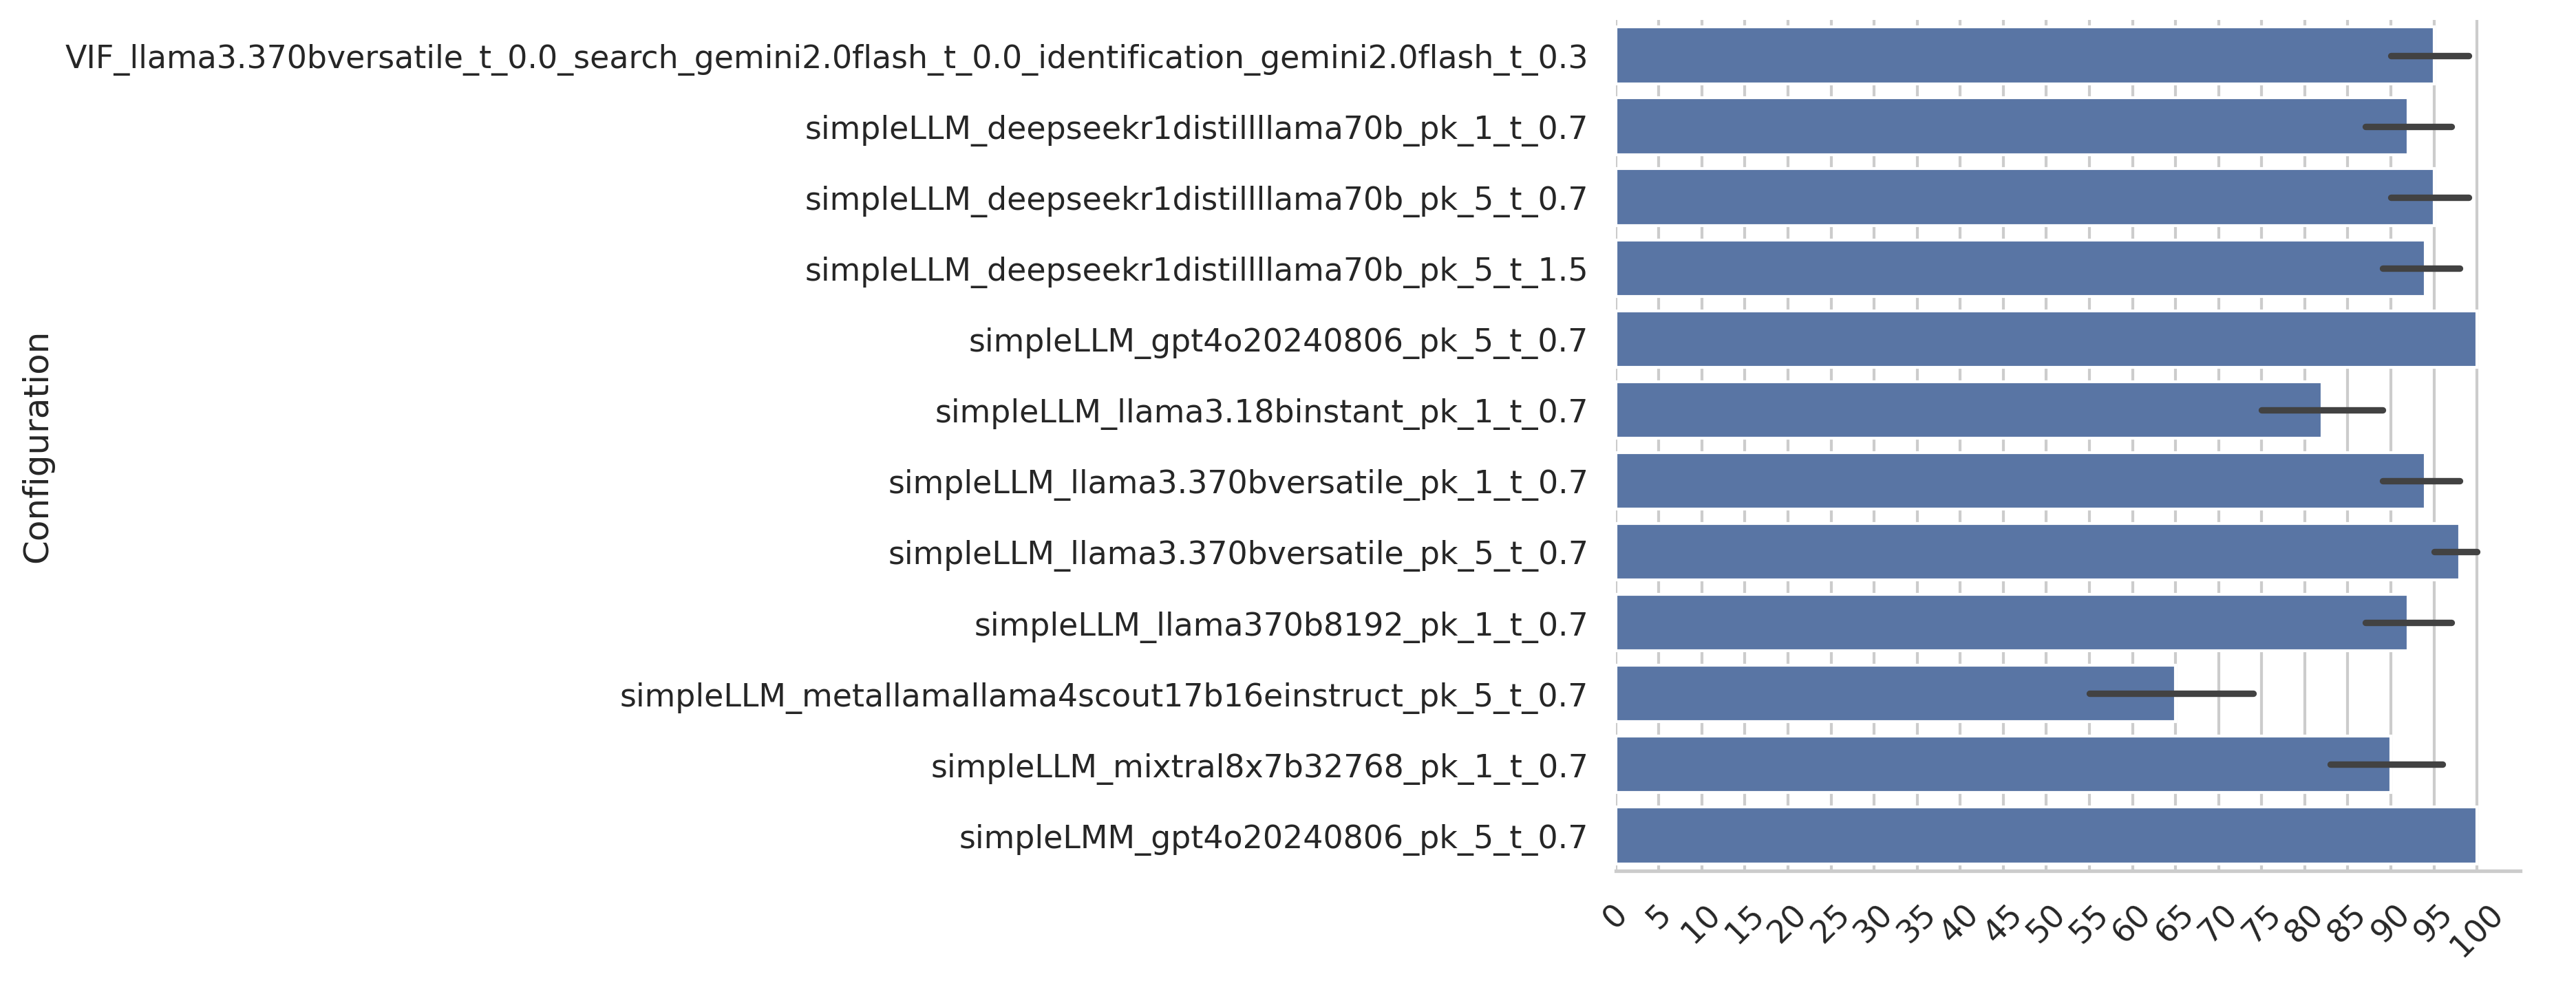 VIF_llama3.370bversatile_t_0.0_search_gemini2.0flash_t_0.0_identification_gemini2.0flash_t_0.3
simpleLLM_deepseekr1distillllama70b_pk_1_t_0.7
simpleLLM_deepseekr1distillllama70b_pk_5_t_0.7
simpleLLM_deepseekr1distillllama70b_pk_5_t_1.5
simpleLLM_gpt4o20240806_pk_5_t_0.7
simpleLLM_llama3.18binstant_pk_1_t_0.7
simpleLLM_llama3.370bversatile_pk_1_t_0.7
simpleLLM_llama3.370bversatile_pk_5_t_0.7
simpleLLM_llama370b8192_pk_1_t_0.7
simpleLLM_metallamallama4scout17b16einstruct_pk_5_t_0.7
simpleLLM_mixtral8x7b32768_pk_1_t_0.7
simpleLMM_gpt4o20240806_pk_5_t_0.7
Configuration
0 5 10 15 20 25 30 35 40 45 50 55 60 65 70 75 80 85 90 95 100